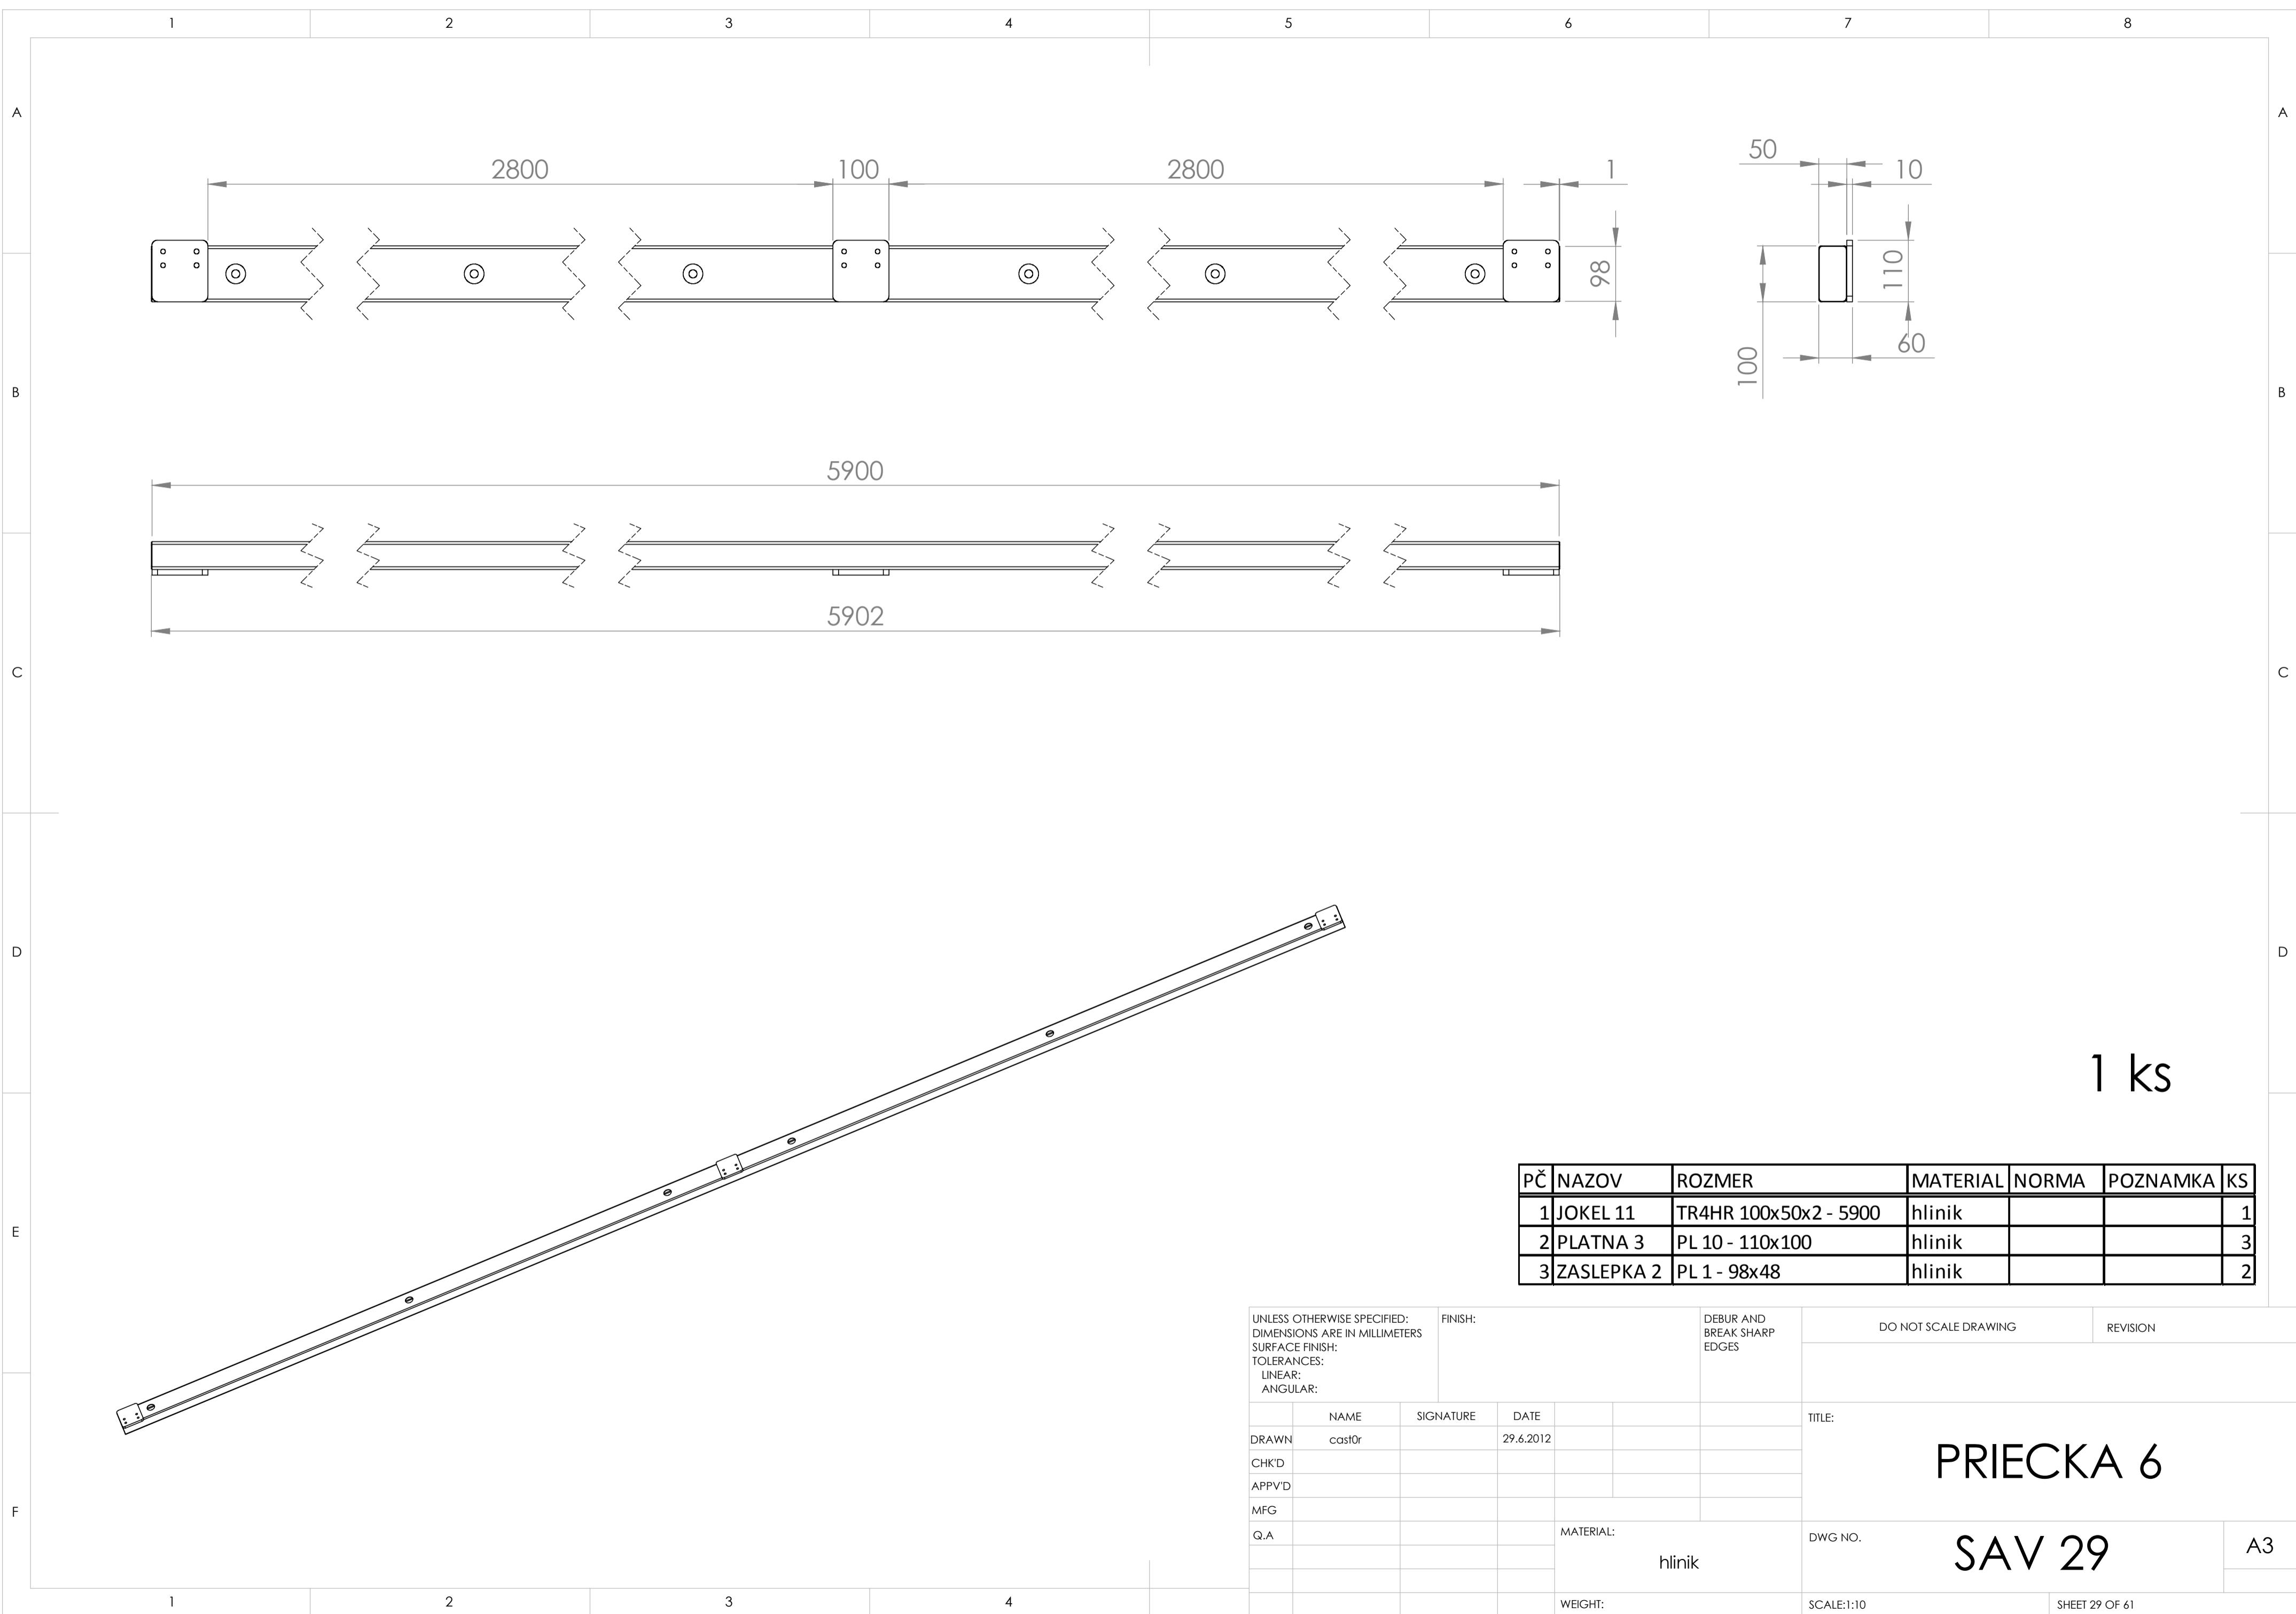 1 2 3 4 5 6 7 8
A A
2800 100 2800 1 50 10
98 110
100 60
B B
5900
5902
C C
D D
1 ks
PČ NAZOV ROZMER MATERIAL NORMA POZNAMKA KS
1 JOKEL 11 TR4HR 100x50x2 - 5900 hlinik 1
2 PLATNA 3 PL 10 - 110x100 hlinik 3
3 ZASLEPKA 2 PL 1 - 98x48 hlinik 2
E E
UNLESS OTHERWISE SPECIFIED:
DIMENSIONS ARE IN MILLIMETERS
SURFACE FINISH:
TOLERANCES:
LINEAR:
ANGULAR:
FINISH:
DEBUR AND
BREAK SHARP
EDGES
DO NOT SCALE DRAWING
REVISION
NAME SIGNATURE DATE
DRAWN cast0r 29.6.2012
CHK'D
APPV'D
MFG
Q.A
TITLE:
PRIECKA 6
MATERIAL:
hlinik
DWG NO.
SAV 29
A3
WEIGHT:
SCALE:1:10
SHEET 29 OF 61
F
1 2 3 4